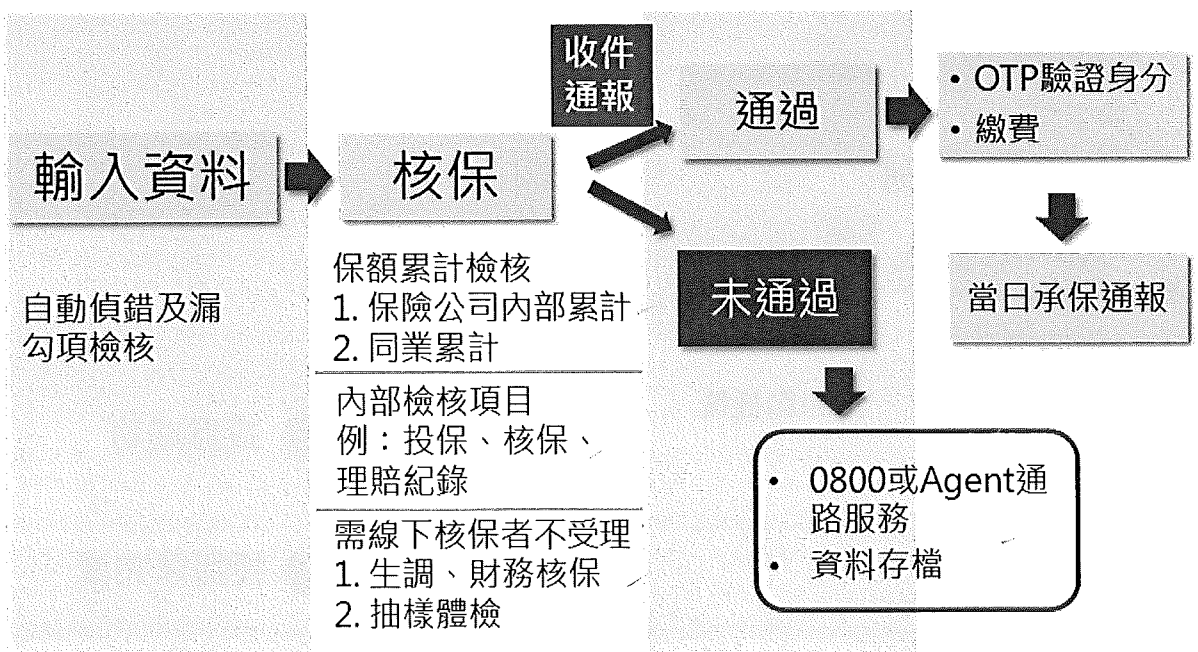 輸入資料
自動偵錯及漏
勾項檢核
核保
保額累計檢核
1. 保險公司內部累計
2. 同業累計
內部檢核項目
例：投保、核保、
理賠紀錄
需線下核保者不受理
1. 生調、財務核保
2. 抽樣體檢
收件
通報
通過
• OTP驗證身分
• 繳費
當日承保通報
未通過
• 0800或Agent通
路服務
• 資料存檔